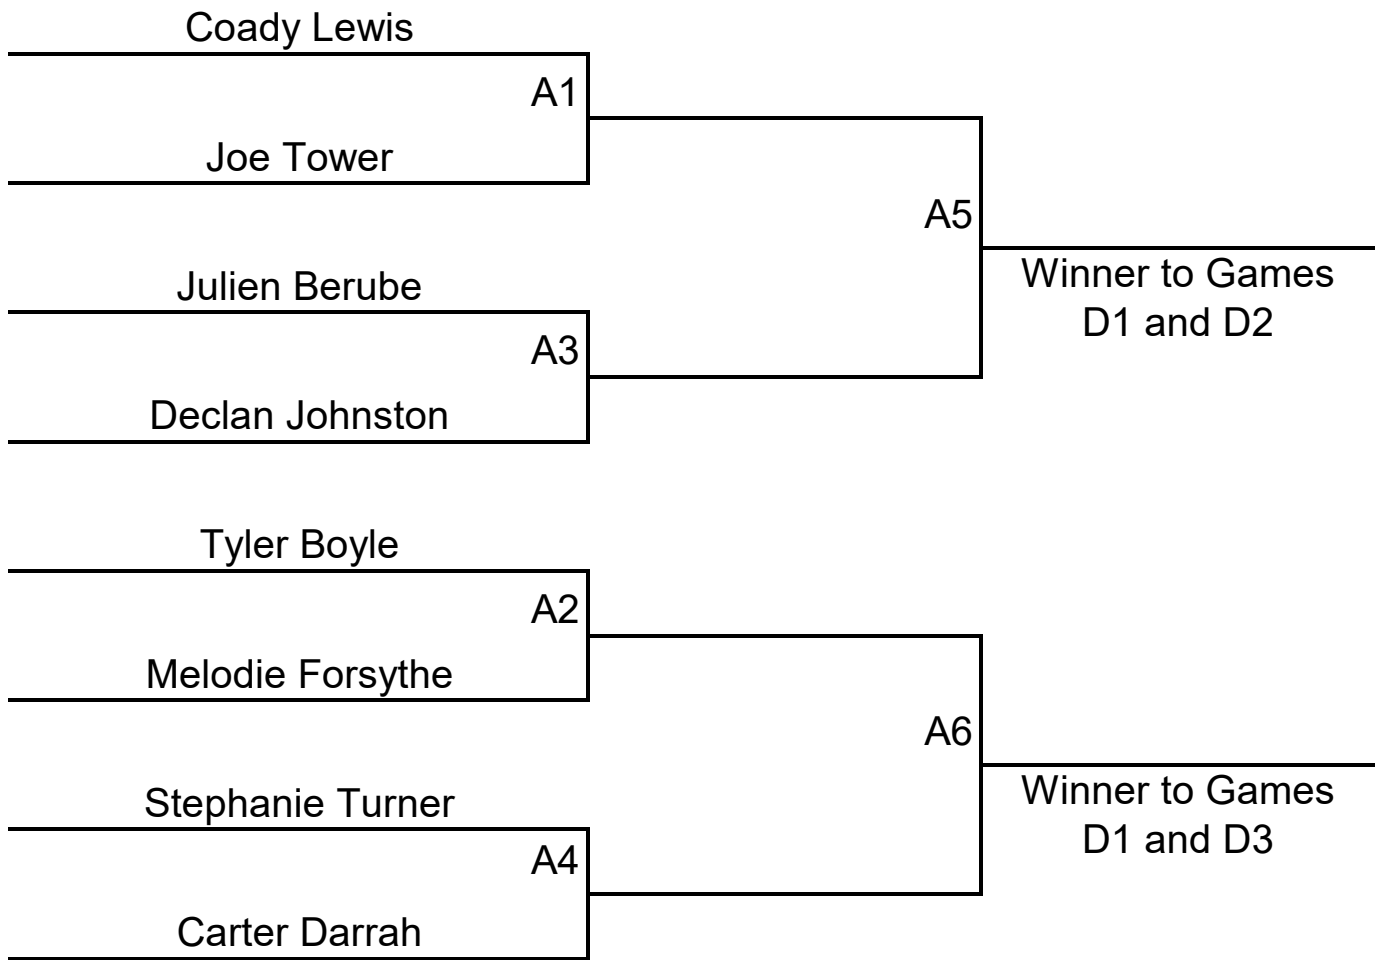 Coady Lewis
A1
Joe Tower
A5
Julien Berube
Winner to Games
D1 and D2
A3
Declan Johnston
Tyler Boyle
A2
Melodie Forsythe
A6
Stephanie Turner
Winner to Games
D1 and D3
A4
Carter Darrah